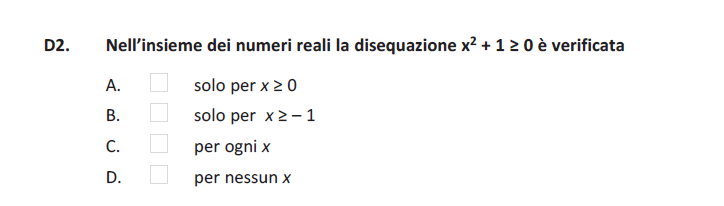 D2. Nell’insieme dei numeri reali la disequazione x² + 1 ≥ 0 è verificata
A. solo per x ≥ 0
B. solo per x ≥ – 1
C. per ogni x
D. per nessun x